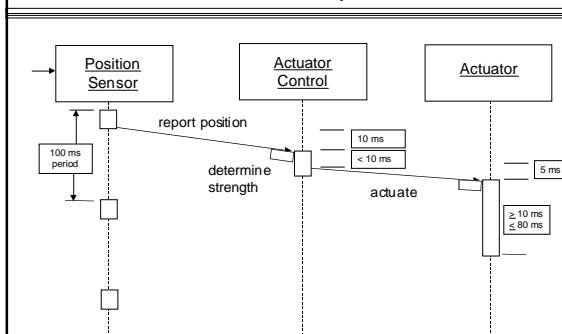 Position
Sensor
Actuator
Control
Actuator
report position
10 ms
< 10 ms
100 ms
period
determine
strength
actuate
5 ms
≥ 10 ms
≤ 80 ms